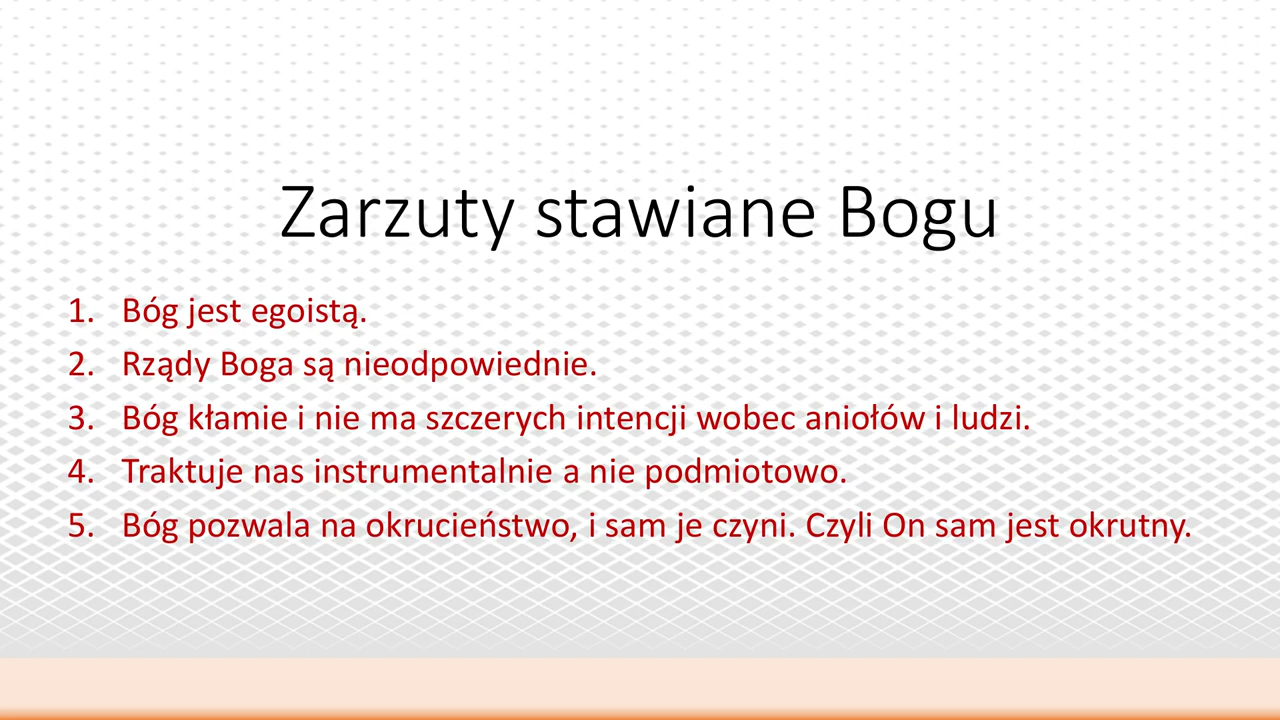 Zarzuty stawiane Bogu
1. Bóg jest egoistą.
2. Rządy Boga są nieodpowiednie.
3. Bóg kłamie i nie ma szczerych intencji wobec aniołów i ludzi.
4. Traktuje nas instrumentalnie a nie podmiotowo.
5. Bóg pozwala na okrucieństwo, i sam je czyni. Czyli On sam jest okrutny.